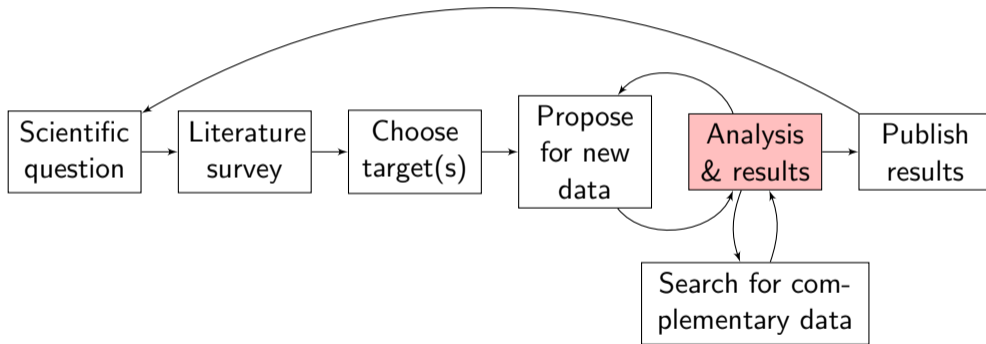 Scientific
question
Literature
survey
Choose
target(s)
Propose
for new
data
Analysis
& results
Publish
results
Search for com-
plementary data